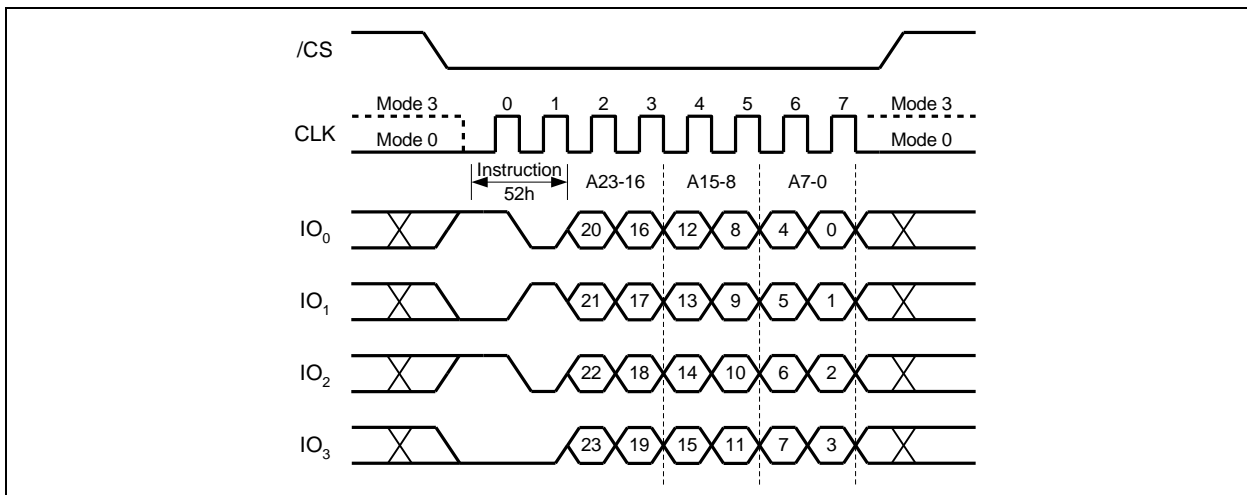 /CS
Mode 3 0 1 2 3 4 5 6 7 Mode 3
CLK
Mode 0 Mode 0
Instruction
52h A23-16 A15-8 A7-0
IO0 20 16 12 8 4 0
IO1 21 17 13 9 5 1
IO2 22 18 14 10 6 2
IO3 23 19 15 11 7 3